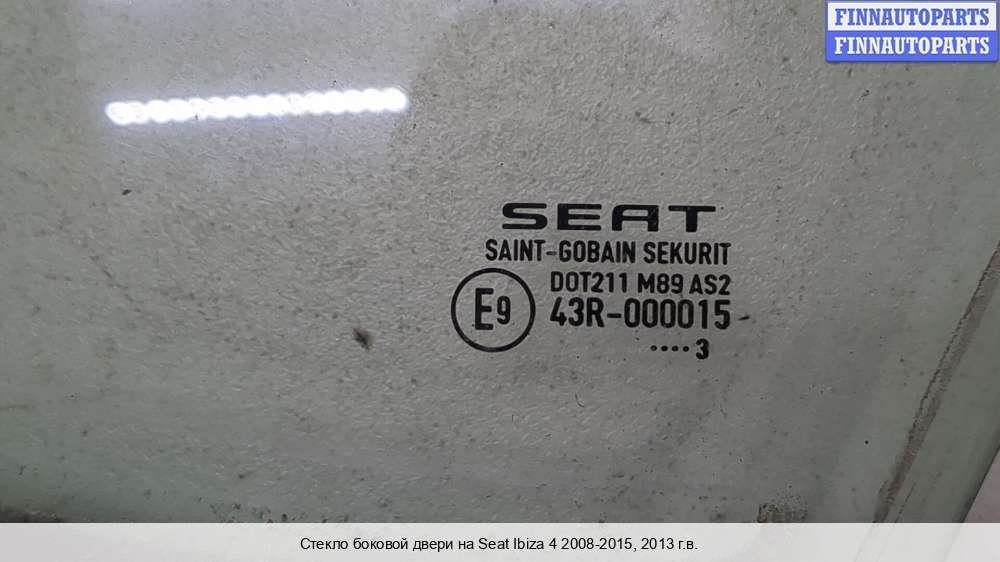 FINNAUTOPARTS
FINNAUTOPARTS
SEAT
SAINT-GOBAIN SEKURIT
DOT211 M89 AS2
E9 43R-000015
.... 3
Стекло боковой двери на Seat Ibiza 4 2008-2015, 2013 г.в.